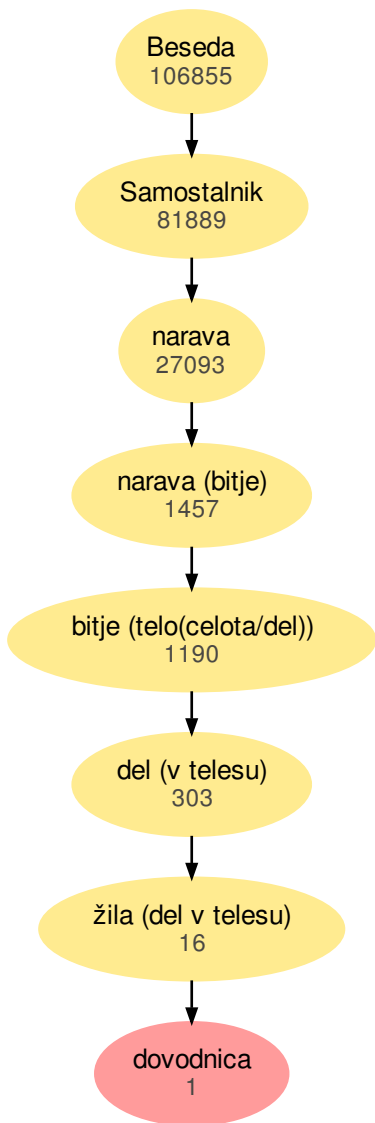 Beseda
106855
Samostalnik
81889
narava
27093
narava (bitje)
1457
bitje (telo(celota/del))
1190
del (v telesu)
303
žila (del v telesu)
16
dovodnica
1